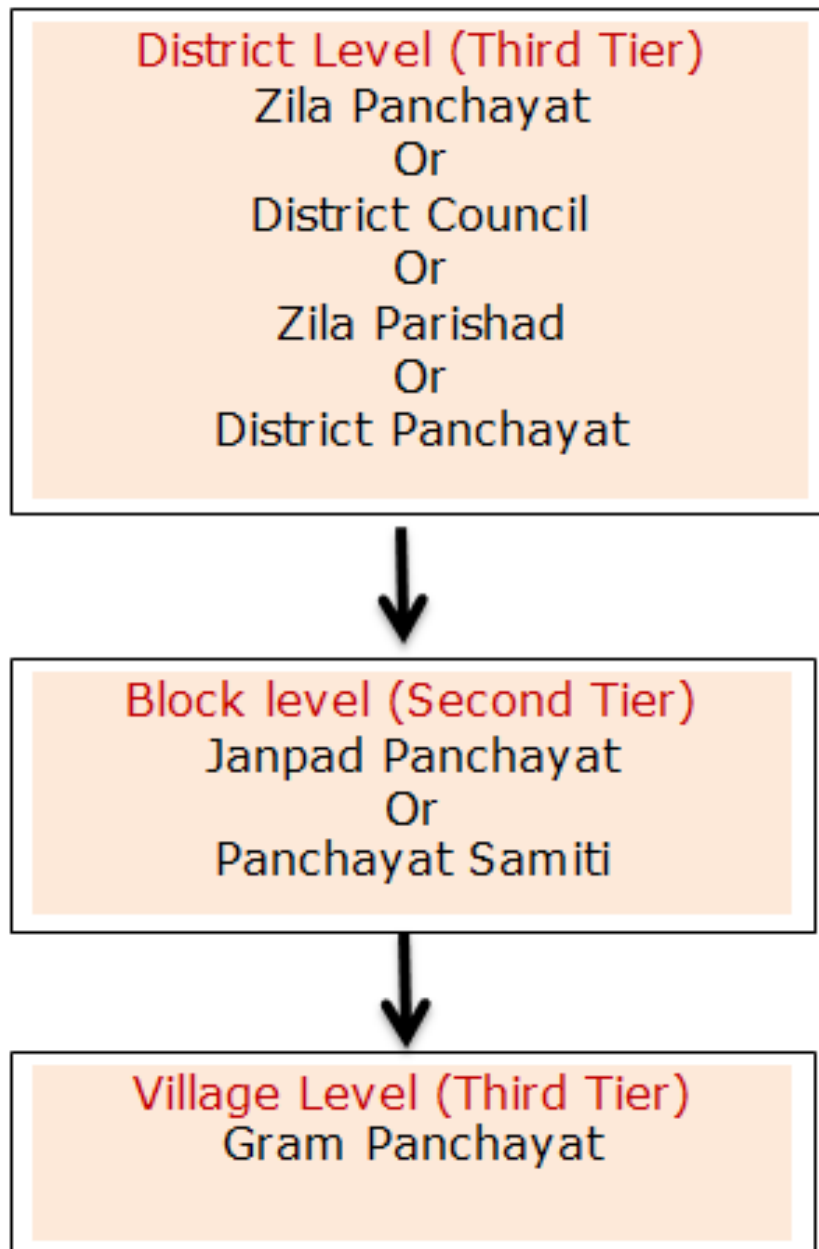 District Level (Third Tier)
Zila Panchayat
Or
District Council
Or
Zila Parishad
Or
District Panchayat
Block level (Second Tier)
Janpad Panchayat
Or
Panchayat Samiti
Village Level (Third Tier)
Gram Panchayat